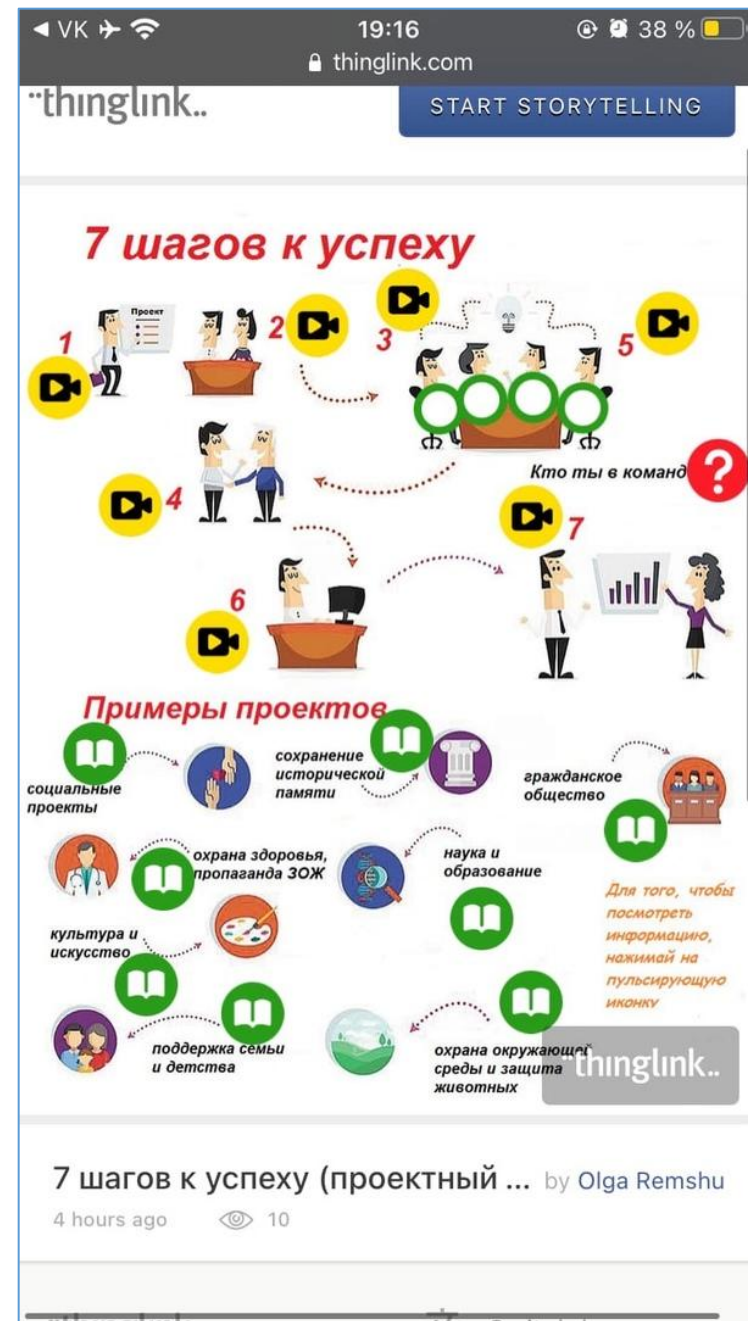 VK
19:16
38 %
thinglink.com
thinglink..
START STORYTELLING
7 шагов к успеху
1
Проект
2
3
5
4
Кто ты в команд
?
7
6
Примеры проектов
социальные
проекты
сохранение
исторической
памяти
гражданское
общество
охрана здоровья,
пропаганда ЗОЖ
наука и
образование
культура и
искусство
Для того, чтобы
посмотреть
информацию,
нажимай на
пульсирующую
иконку
поддержка семьи
и детства
охрана окружающей
среды и защита
животных
thinglink..
7 шагов к успеху (проектный ... by Olga Remshu
4 hours ago 10